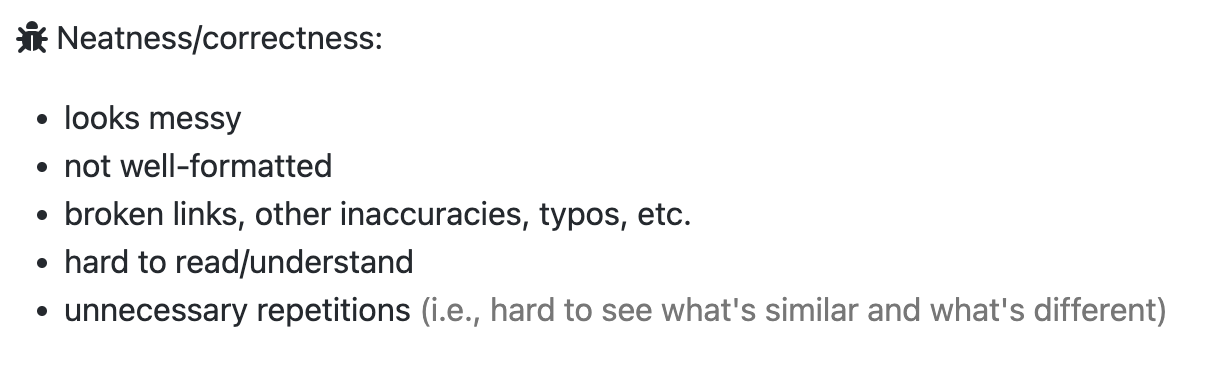 Neatness/correctness:
• looks messy
• not well-formatted
• broken links, other inaccuracies, typos, etc.
• hard to read/understand
• unnecessary repetitions (i.e., hard to see what's similar and what's different)